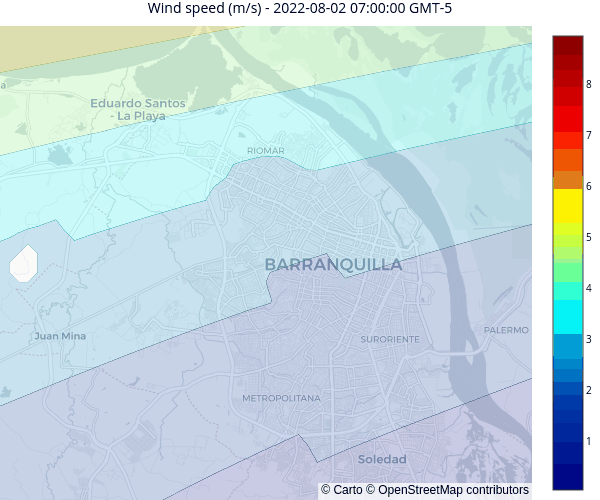 Wind speed (m/s) - 2022-08-02 07:00:00 GMT-5
Eduardo Santos
- La Playa
RIOMAR
BARRANQUILLA
Juan Mina
SURORIENTE
PALERMO
METROPOLITANA
Soledad
© Carto © OpenStreetMap contributors
8
7
6
5
4
3
2
1